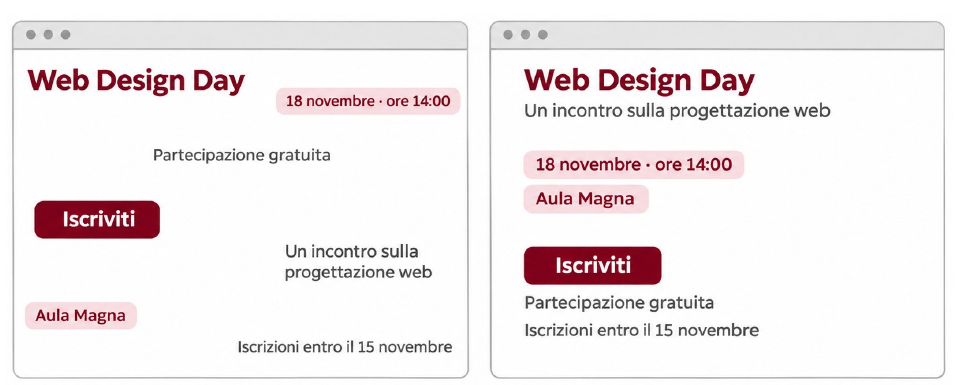 Web Design Day
18 novembre · ore 14:00
Partecipazione gratuita
Iscriviti
Un incontro sulla
progettazione web
Aula Magna
Iscrizioni entro il 15 novembre
Web Design Day
Un incontro sulla progettazione web
18 novembre · ore 14:00
Aula Magna
Iscriviti
Partecipazione gratuita
Iscrizioni entro il 15 novembre